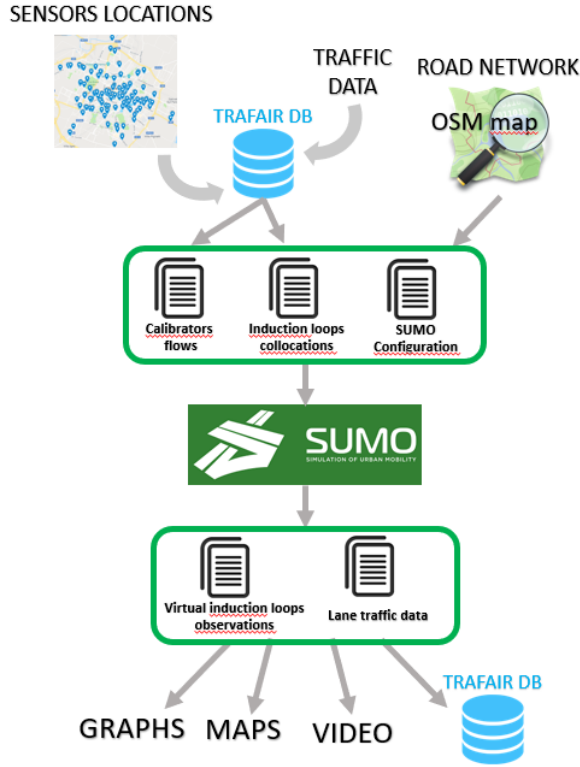 SENSORS LOCATIONS
TRAFFIC
DATA
ROAD NETWORK
OSM map
TRAFAIR DB
Calibrators
flows
Induction loops
collocations
SUMO
Configuration
SUMO
SIMULATION OF URBAN MOBILITY
Virtual induction loops
observations
Lane traffic data
TRAFAIR DB
GRAPHS
MAPS
VIDEO